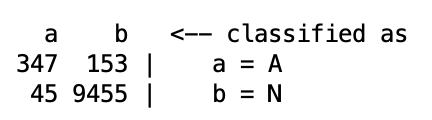 a b <-- classified as
347 153 | a = A
45 9455 | b = N